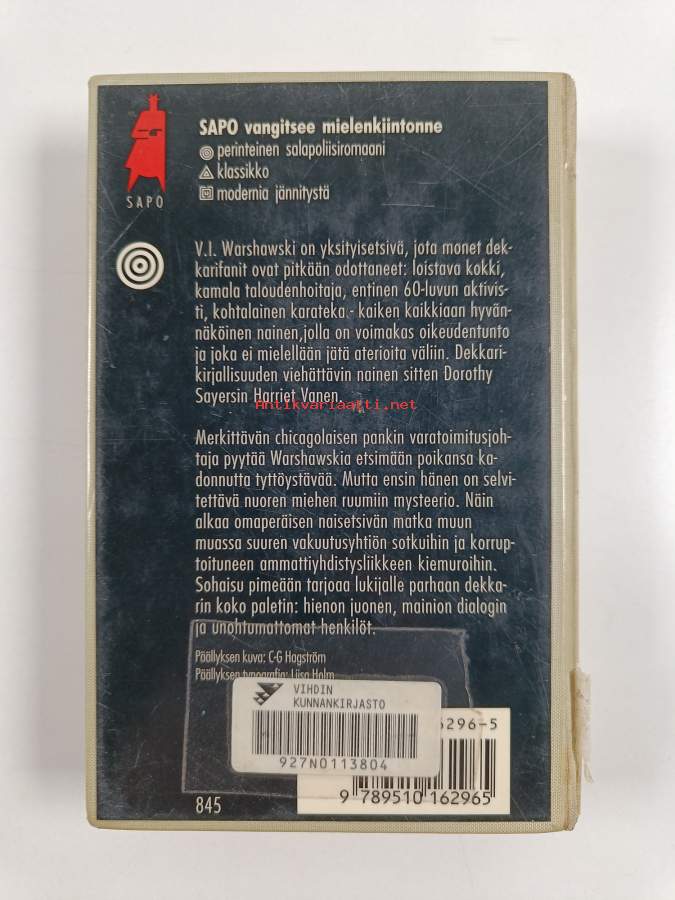 SAPO
SAPO vangitsee mielenkiintonne
perinteinen salapoliisiromaani
klassikko
modernia jännitystä
V.I. Warshawski on yksityisetsivä, jota monet dek-
karifanit ovat pitkään odottaneet: loistava kokki,
kamala taloudenhoitaja, entinen 60-luvun aktivis-
ti, kohtalainen karateka - kaiken kaikkiaan hyvän-
näköinen nainen,jolla on voimakas oikeudentunto
ja joka ei mielellään jätä aterioita väliin. Dekkari-
kirjallisuuden viehättävin nainen sitten Dorothy
Sayersin Harriet Vanen.
Antikvariaatti.net
Merkittävän chicagolaisen pankin varatoimitusjoh-
taja pyytää Warshawskia etsimään poikansa ka-
donnutta tyttöystävää. Mutta ensin hänen on selvi-
tettävä nuoren miehen ruumiin mysteerio. Näin
alkaa omaperäisen naisetsivän matka muun
muassa suuren vakuutusyhtiön sotkuihin ja korrup-
toituneen ammattiyhdistysliikkeen kiemuroihin.
Sohaisu pimeään tarjoaa lukijalle parhaan dekka-
rin koko paletin: hienon juonen, mainion dialogin
ja unohtumattomat henkilöt.
Päällyksen kuva: C-G Hagström
Päällyksen typografia: Liisa Holm
VIHDIN
KUNNANKIRJASTO
927N0113804
6296-5
9 789510 162965
845